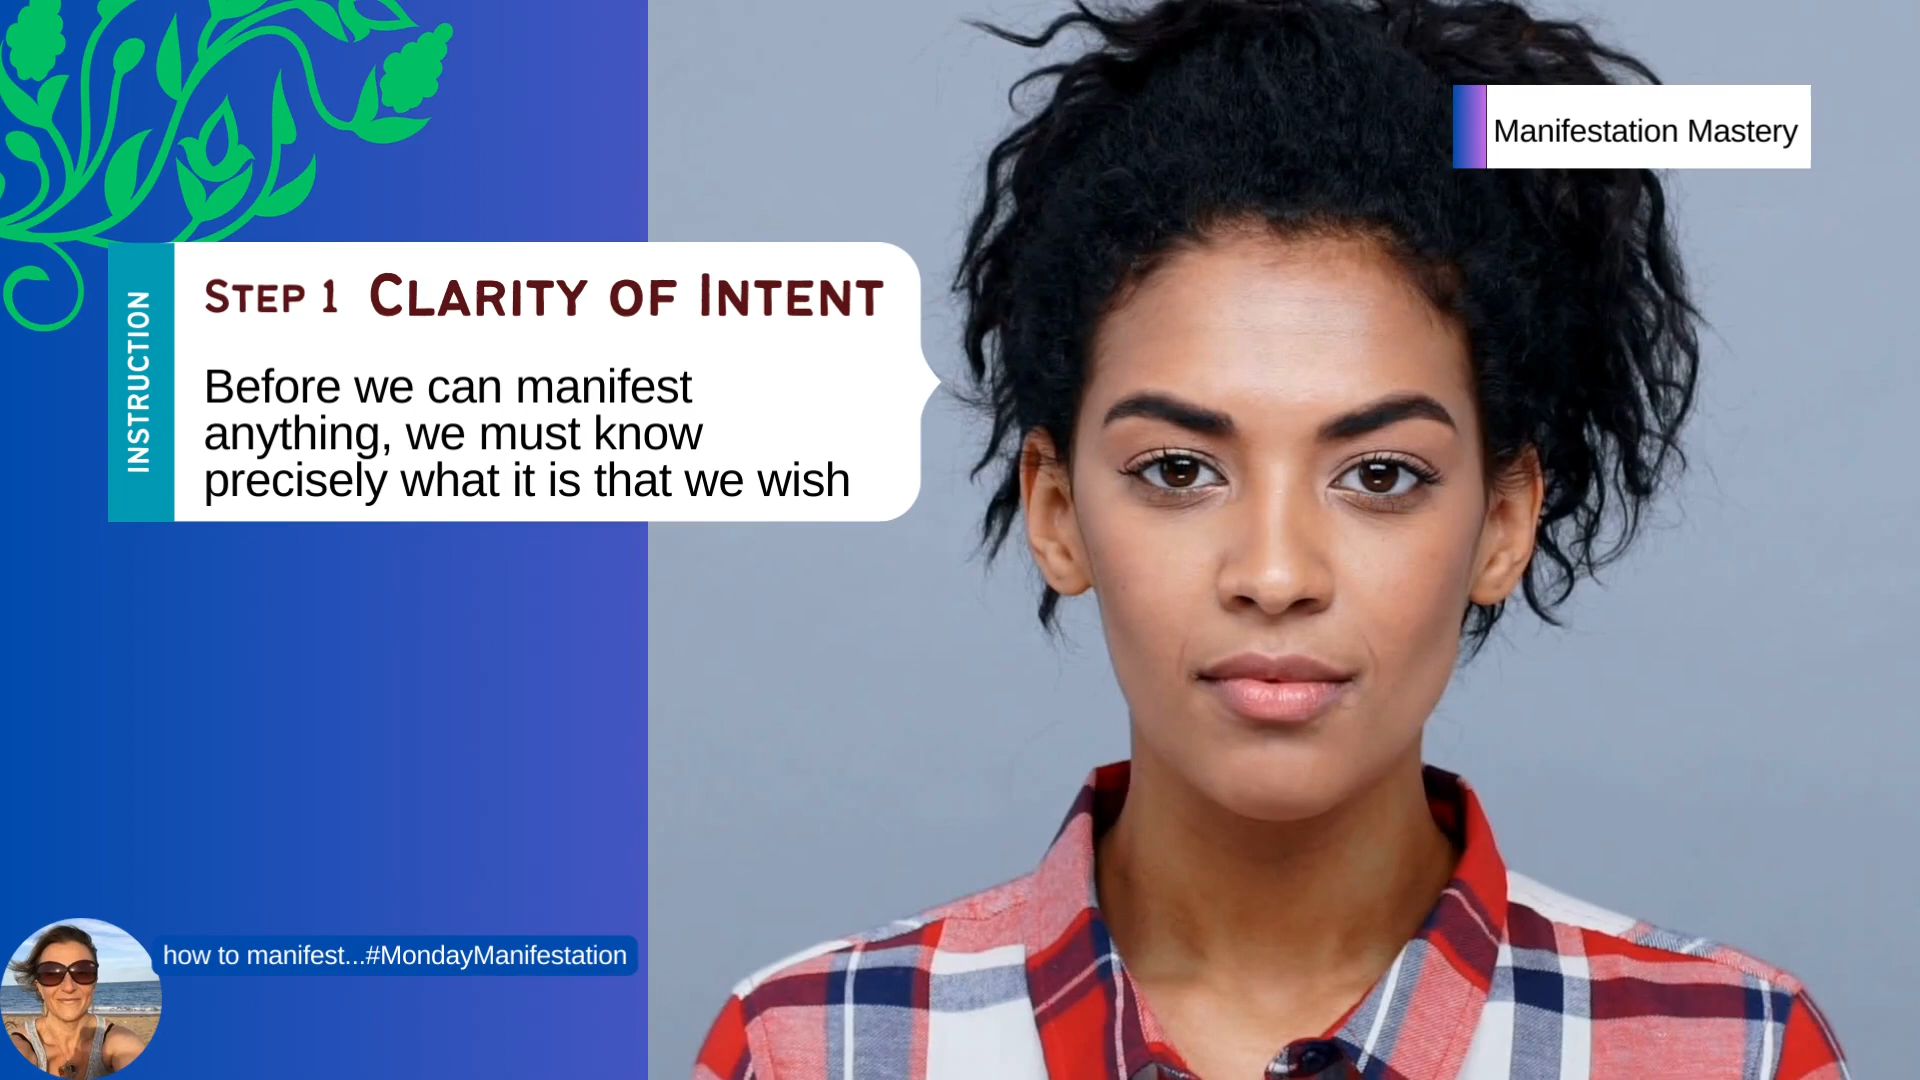 Manifestation Mastery
INSTRUCTION
Step 1 Clarity of Intent
Before we can manifest
anything, we must know
precisely what it is that we wish
how to manifest...#MondayManifestation